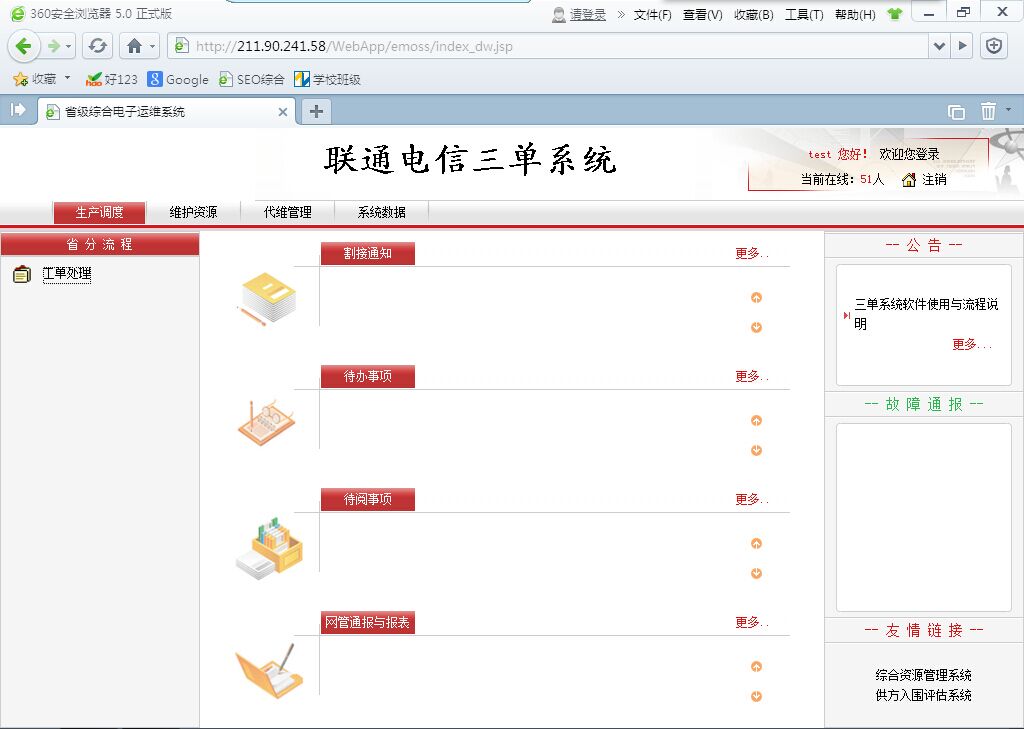 360安全浏览器 5.0 正式版
请登录 » 文件(F) 查看(V) 收藏(B) 工具(T) 帮助(H)
http://211.90.241.58/WebApp/emoss/index_dw.jsp
收藏 好123 Google SEO综合 学校班级
省级综合电子运维系统
联通电信三单系统
test 您好! 欢迎您登录
当前在线: 51人 注销
生产调度 维护资源 代维管理 系统数据
省分流程
工单处理
割接通知 更多..
待办事项 更多..
待阅事项 更多..
网管通报与报表 更多..
-- 公告 --
三单系统软件使用与流程说
明
更多...
-- 故障通报 --
-- 友情链接 --
综合资源管理系统
供方入围评估系统